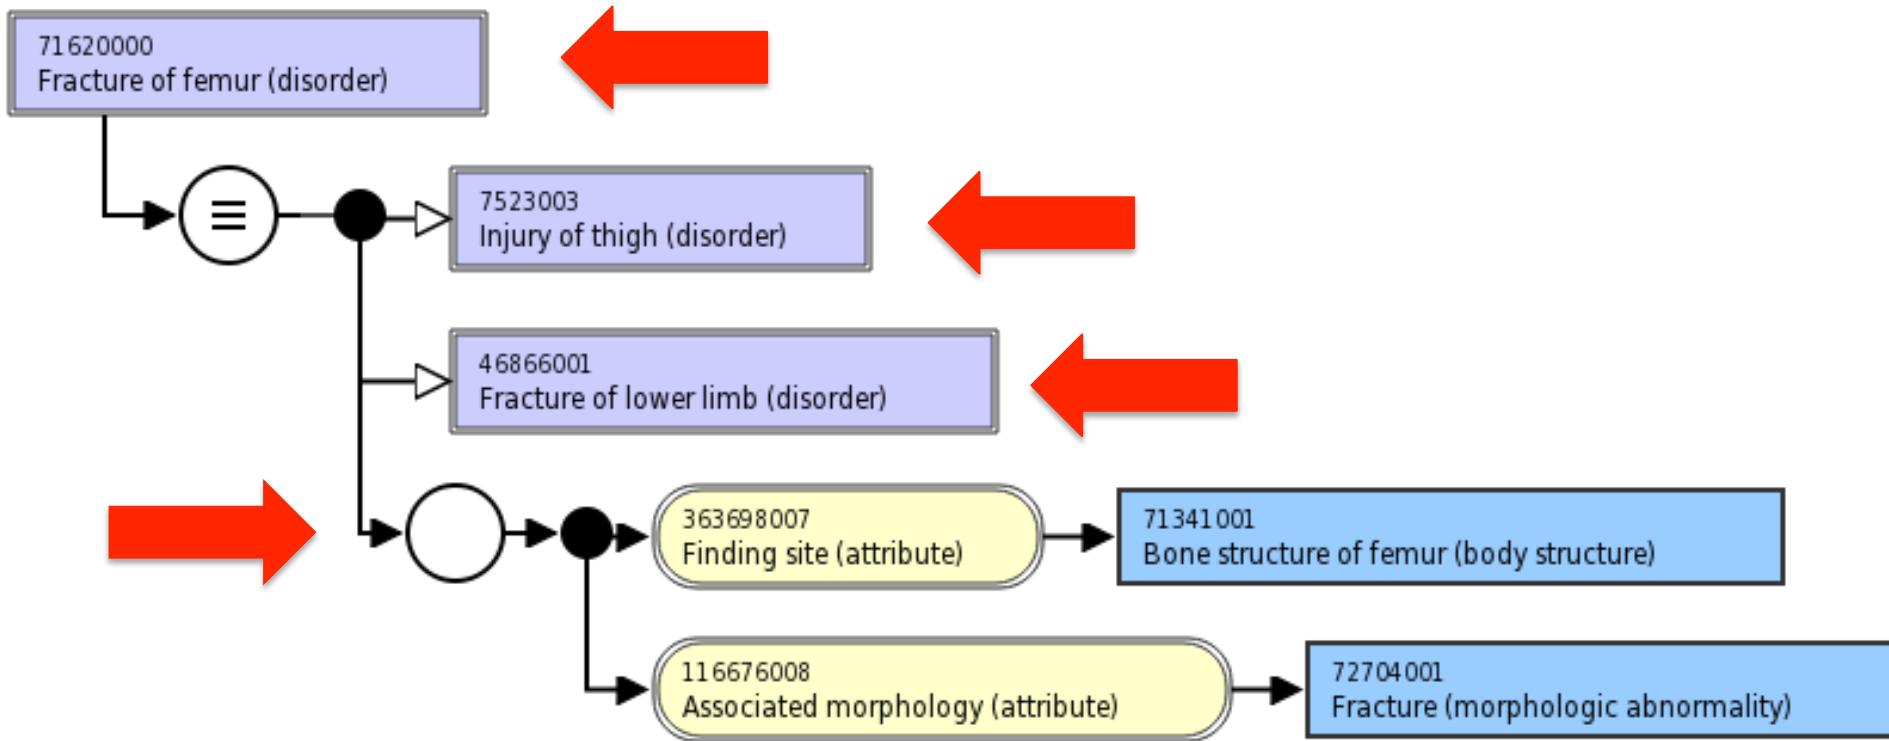 71620000
Fracture of femur (disorder)
≡
7523003
Injury of thigh (disorder)
46866001
Fracture of lower limb (disorder)
363698007
Finding site (attribute)
71341001
Bone structure of femur (body structure)
116676008
Associated morphology (attribute)
72704001
Fracture (morphologic abnormality)